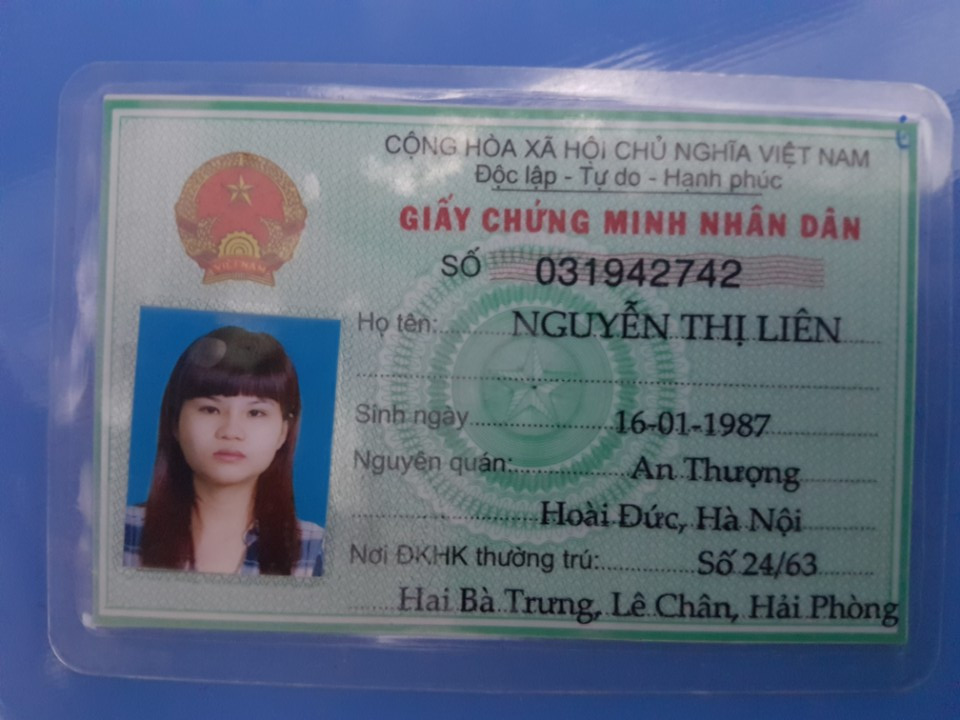 CỘNG HÒA XÃ HỘI CHỦ NGHĨA VIỆT NAM
Độc lập - Tự do - Hạnh phúc
GIẤY CHỨNG MINH NHÂN DÂN
SỐ 031942742
VIỆT NAM
Họ tên: NGUYỄN THỊ LIÊN
Sinh ngày 16-01-1987
Nguyên quán: An Thượng
Hoài Đức, Hà Nội
Nơi ĐKHK thường trú: Số 24/63
Hai Bà Trưng, Lê Chân, Hải Phòng